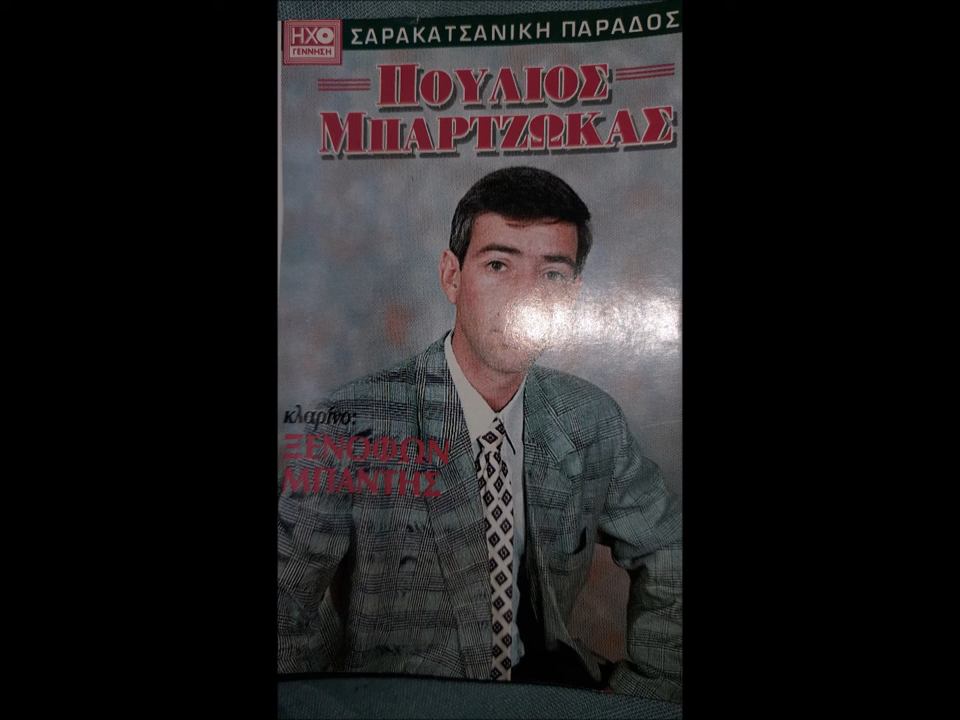 ΗΧΟ
ΓΕΝΝΗΣΗ
ΣΑΡΑΚΑΤΣΑΝΙΚΗ ΠΑΡΑΔΟΣ
ΠΟΥΛΙΟΣ
ΜΠΑΡΤΖΩΚΑΣ
κλαρίνο:
ΞΕΝΟΦΩΝ
ΜΠΑΝΤΗΣ